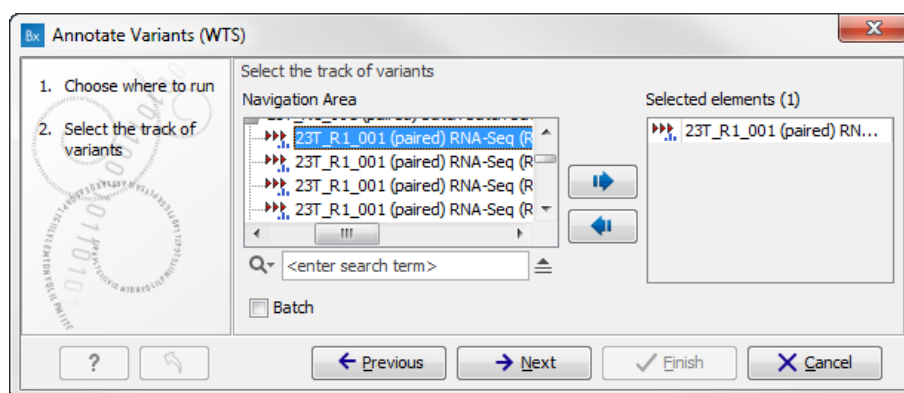 Bx Annotate Variants (WTS)
1. Choose where to run
2. Select the track of
variants
Select the track of variants
Navigation Area
23T_R1_001 (paired) RNA-Seq (R
23T_R1_001 (paired) RNA-Seq (R
23T_R1_001 (paired) RNA-Seq (R
23T_R1_001 (paired) RNA-Seq (R
<enter search term>
Batch
Selected elements (1)
23T_R1_001 (paired) RN...
?
Previous
Next
Finish
Cancel